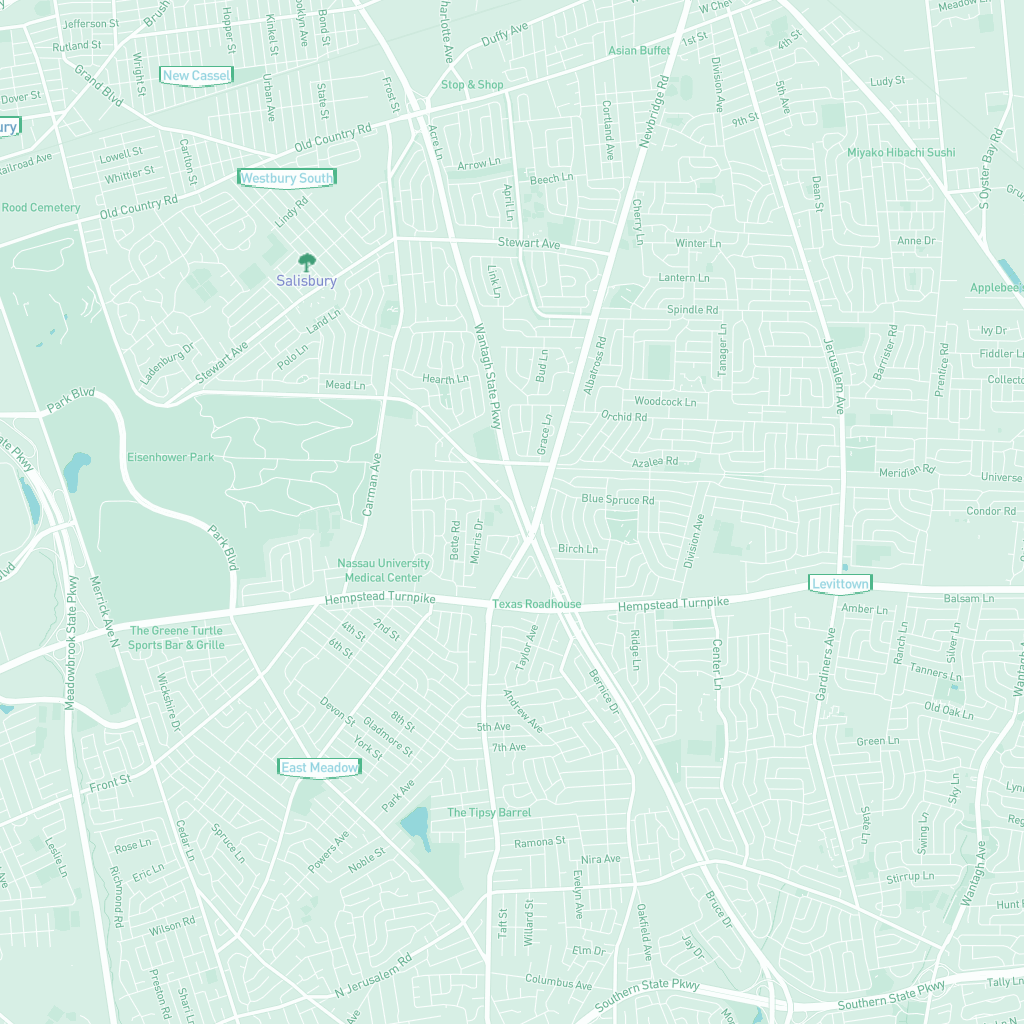 Jefferson St
Rutland St
Brush
Hopper St
Kinkel St
Bond St
Duffy Ave
Asian Buffet
1st St
4th St
W Che
Meadow Ln
New Cassel
Wright St
Grand Blvd
Dover St
Urban Ave
State St
Frost St
Stop & Shop
Newbridge Rd
Division Ave
5th Ave
Ludy St
9th St
Railroad Ave
Lowell St
Whittier St
Carlton St
Old Country Rd
Acre Ln
Arrow Ln
Cortland Ave
Miyako Hibachi Sushi
S Oyster Bay Rd
Westbury South
Beech Ln
April Ln
Rood Cemetery
Old Country Rd
Lindy Rd
Cherry Ln
Dean St
Stewart Ave
Winter Ln
Anne Dr
Salisbury
Link Ln
Lantern Ln
Applebee's
Land Ln
Spindle Rd
Ladenburg Dr
Stewart Ave
Polo Ln
Wantagh State Pkwy
Bud Ln
Albatross Rd
Tanager Ln
Jerusalem Ave
Barrister Rd
Prentice Rd
Ivy Dr
Fiddler Ln
Mead Ln
Hearth Ln
Park Blvd
Woodcock Ln
Orchid Rd
Grace Ln
Eisenhower Park
Carman Ave
Azalea Rd
Meridian Rd
Universe
Blue Spruce Rd
Condor Rd
Park Blvd
Bette Rd
Morris Dr
Birch Ln
Division Ave
Nassau University
Medical Center
Levittown
Hempstead Turnpike
Texas Roadhouse
Hempstead Turnpike
Balsam Ln
Amber Ln
Meadowbrook State Pkwy
Merrick Ave N
The Greene Turtle
Sports Bar & Grille
4th St
2nd St
6th St
Taylor Ave
Ridge Ln
Center Ln
Gardiners Ave
Ranch Ln
Silver Ln
Tanners Ln
Wickshire Dr
Devon St
8th St
Gladmore St
York St
Andrew Ave
Bernice Dr
5th Ave
7th Ave
Old Oak Ln
Green Ln
East Meadow
Front St
Park Ave
The Tipsy Barrel
Sky Ln
Swing Ln
Slate Ln
Leslie Ln
Rose Ln
Cedar Ln
Spruce Ln
Powers Ave
Noble St
Ramona St
Nira Ave
Eric Ln
Richmond Rd
Evelyn Ave
Stirrup Ln
Wantagh Ave
Wilson Rd
Taft St
Willard St
Oakfield Ave
Bruce Dr
Jay Dr
Elm Dr
Preston Rd
Shari Ln
N Jerusalem Rd
Columbus Ave
Southern State Pkwy
Southern State Pkwy
Tally Ln